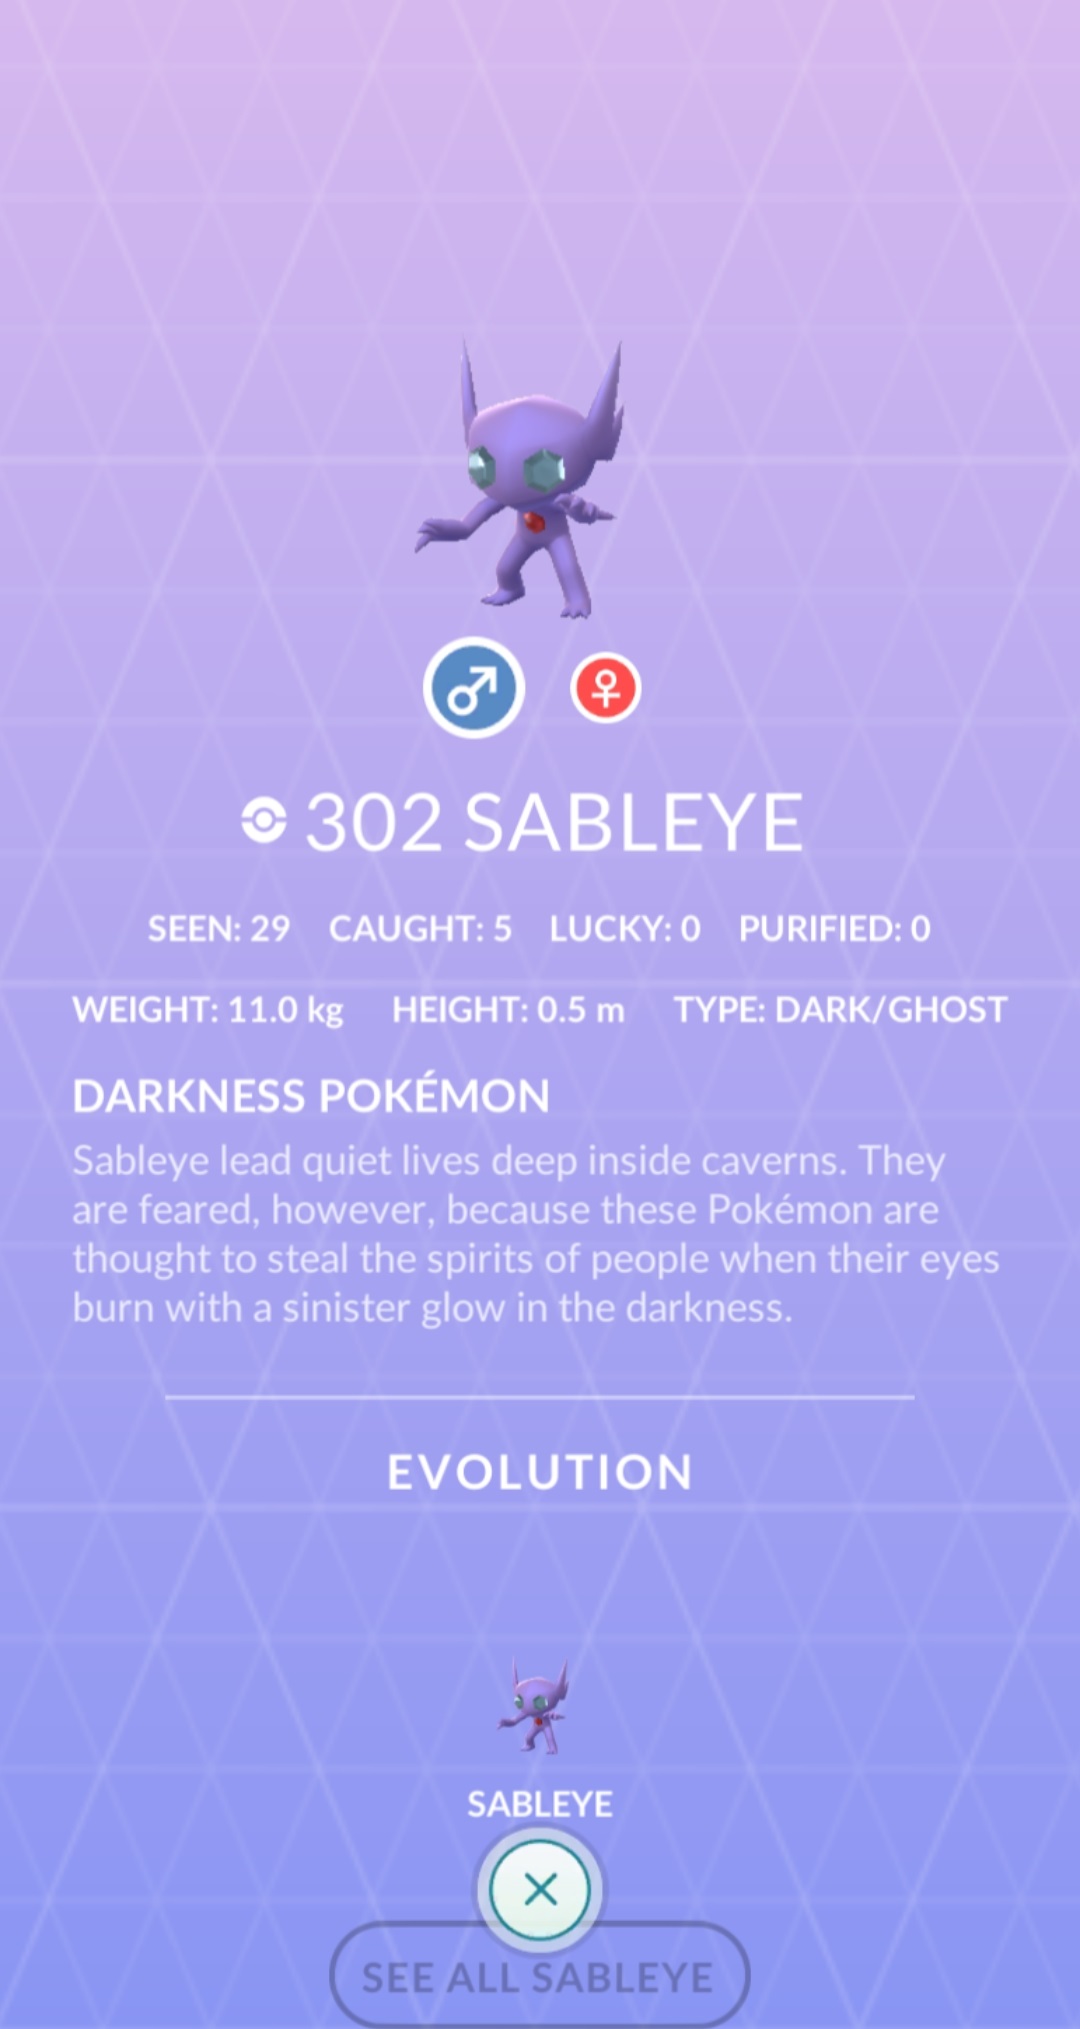 302 SABLEYE
SEEN: 29 CAUGHT: 5 LUCKY: 0 PURIFIED: 0
WEIGHT: 11.0 kg HEIGHT: 0.5 m TYPE: DARK/GHOST
DARKNESS POKÉMON
Sableye lead quiet lives deep inside caverns. They
are feared, however, because these Pokémon are
thought to steal the spirits of people when their eyes
burn with a sinister glow in the darkness.
EVOLUTION
SABLEYE
SEE ALL SABLEYE